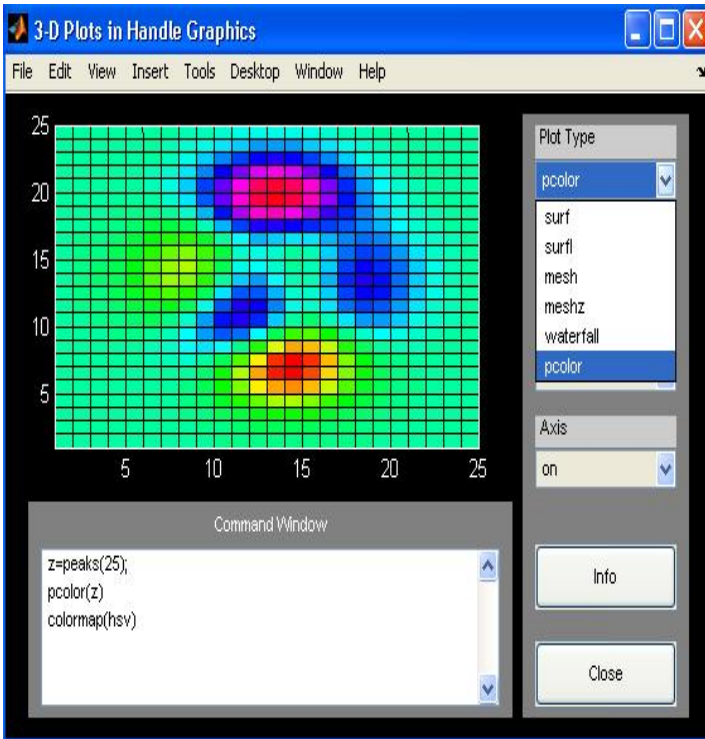 3-D Plots in Handle Graphics
File Edit View Insert Tools Desktop Window Help
25
20
15
10
5
5 10 15 20 25
Plot Type
pcolor
surf
surfl
mesh
meshz
waterfall
pcolor
Axis
on
Command Window
z=peaks(25);
pcolor(z)
colormap(hsv)
Info
Close